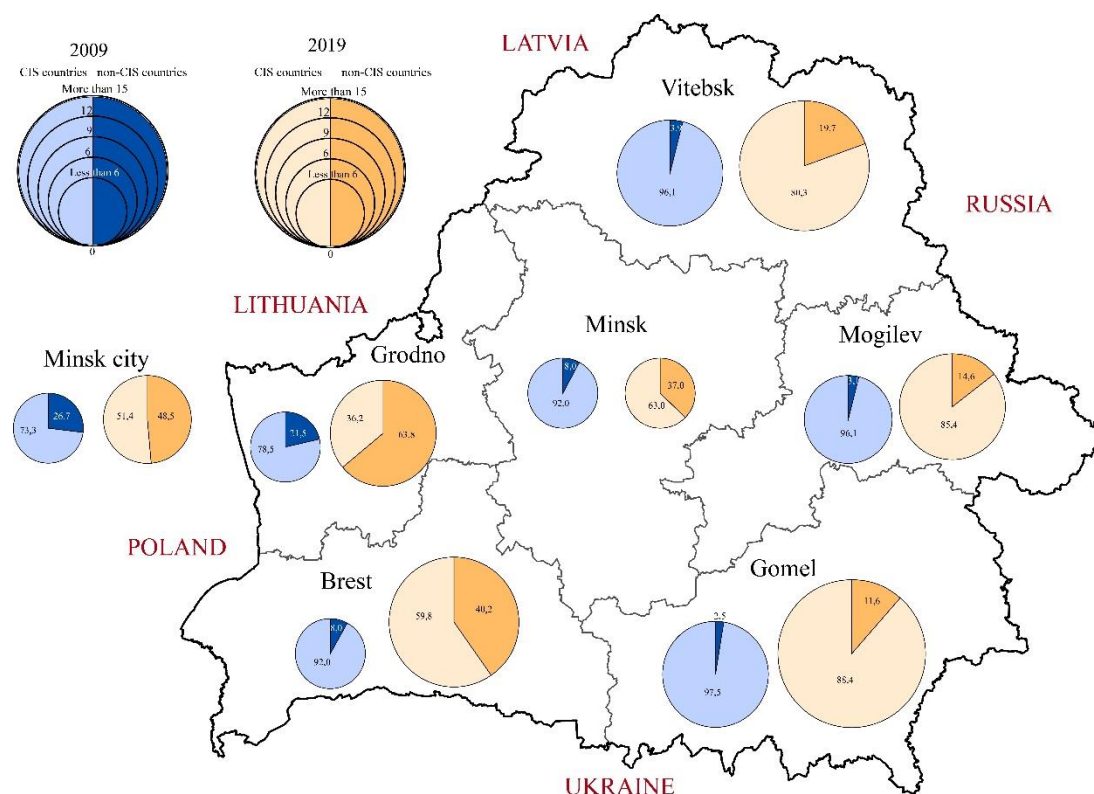 2009
CIS countries non-CIS countries
More than 15
12
9
6
Less than 6
0
2019
CIS countries non-CIS countries
More than 15
12
9
6
Less than 6
0
LATVIA
Vitebsk
3,9
96,1
19.7
80,3
RUSSIA
LITHUANIA
Minsk city
26.7
73,3
51,4
48,5
Grodno
21,5
78,5
36,2
63,8
Minsk
8,0
92.0
37.0
63.0
Mogilev
96,1
14,6
85.4
POLAND
Brest
8,0
92,0
59,8
40,2
Gomel
2.5
97,5
11,6
88.4
UKRAINE